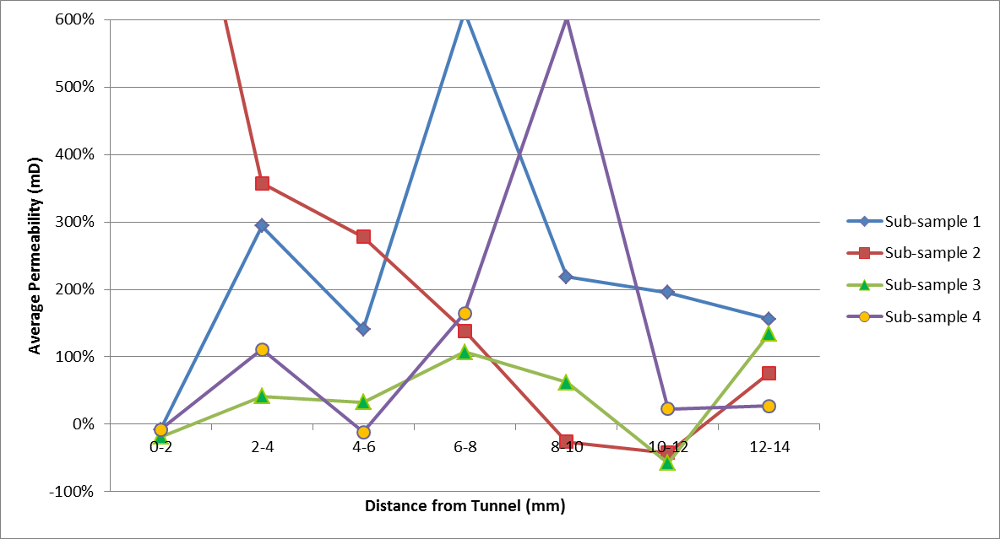 600%
500%
400%
300%
200%
100%
0%
-100%
Average Permeability (mD)
0-2 2-4 4-6 6-8 8-10 10-12 12-14
Distance from Tunnel (mm)
Sub-sample 1
Sub-sample 2
Sub-sample 3
Sub-sample 4